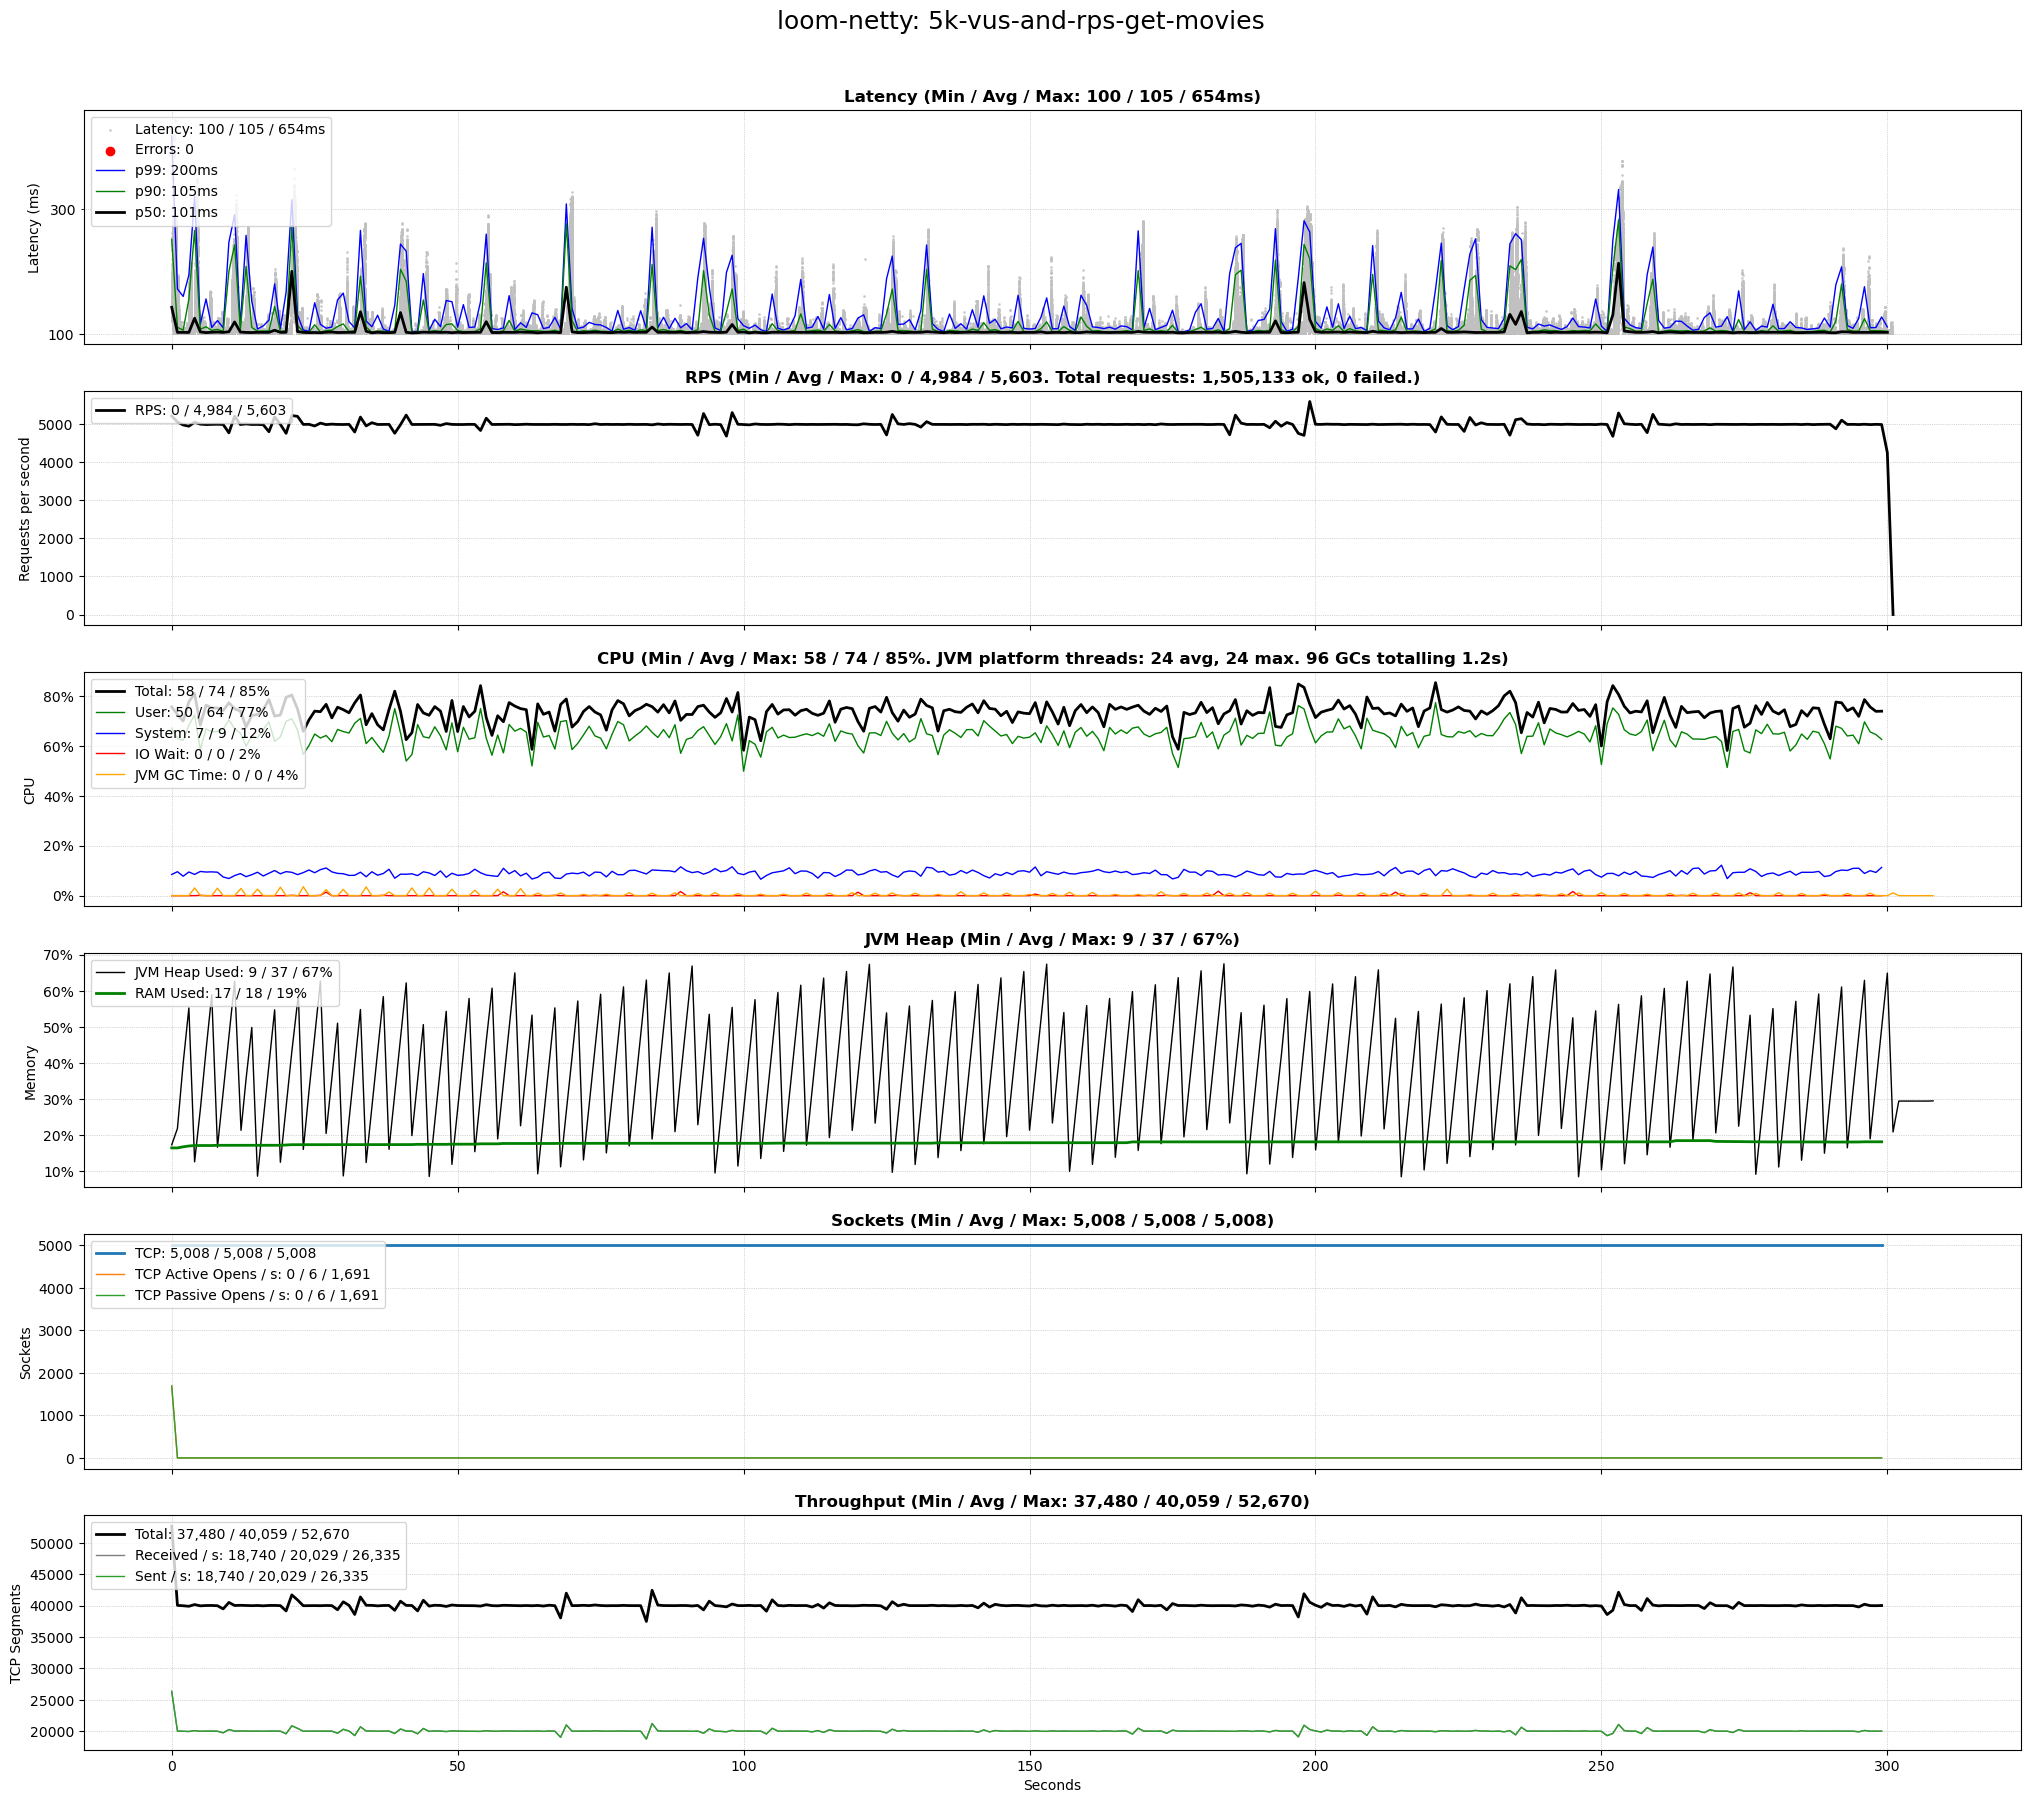 loom-netty: 5k-vus-and-rps-get-movies
Latency (Min / Avg / Max: 100 / 105 / 654ms)
Latency (ms)
300
100
Latency: 100 / 105 / 654ms
Errors: 0
p99: 200ms
p90: 105ms
p50: 101ms
RPS (Min / Avg / Max: 0 / 4,984 / 5,603. Total requests: 1,505,133 ok, 0 failed.)
Requests per second
5000
4000
3000
2000
1000
0
RPS: 0 / 4,984 / 5,603
CPU (Min / Avg / Max: 58 / 74 / 85%. JVM platform threads: 24 avg, 24 max. 96 GCs totalling 1.2s)
CPU
80%
60%
40%
20%
0%
Total: 58 / 74 / 85%
User: 50 / 64 / 77%
System: 7 / 9 / 12%
IO Wait: 0 / 0 / 2%
JVM GC Time: 0 / 0 / 4%
JVM Heap (Min / Avg / Max: 9 / 37 / 67%)
Memory
70%
60%
50%
40%
30%
20%
10%
JVM Heap Used: 9 / 37 / 67%
RAM Used: 17 / 18 / 19%
Sockets (Min / Avg / Max: 5,008 / 5,008 / 5,008)
Sockets
5000
4000
3000
2000
1000
0
TCP: 5,008 / 5,008 / 5,008
TCP Active Opens / s: 0 / 6 / 1,691
TCP Passive Opens / s: 0 / 6 / 1,691
Throughput (Min / Avg / Max: 37,480 / 40,059 / 52,670)
TCP Segments
50000
45000
40000
35000
30000
25000
20000
Total: 37,480 / 40,059 / 52,670
Received / s: 18,740 / 20,029 / 26,335
Sent / s: 18,740 / 20,029 / 26,335
0 50 100 150 200 250 300
Seconds